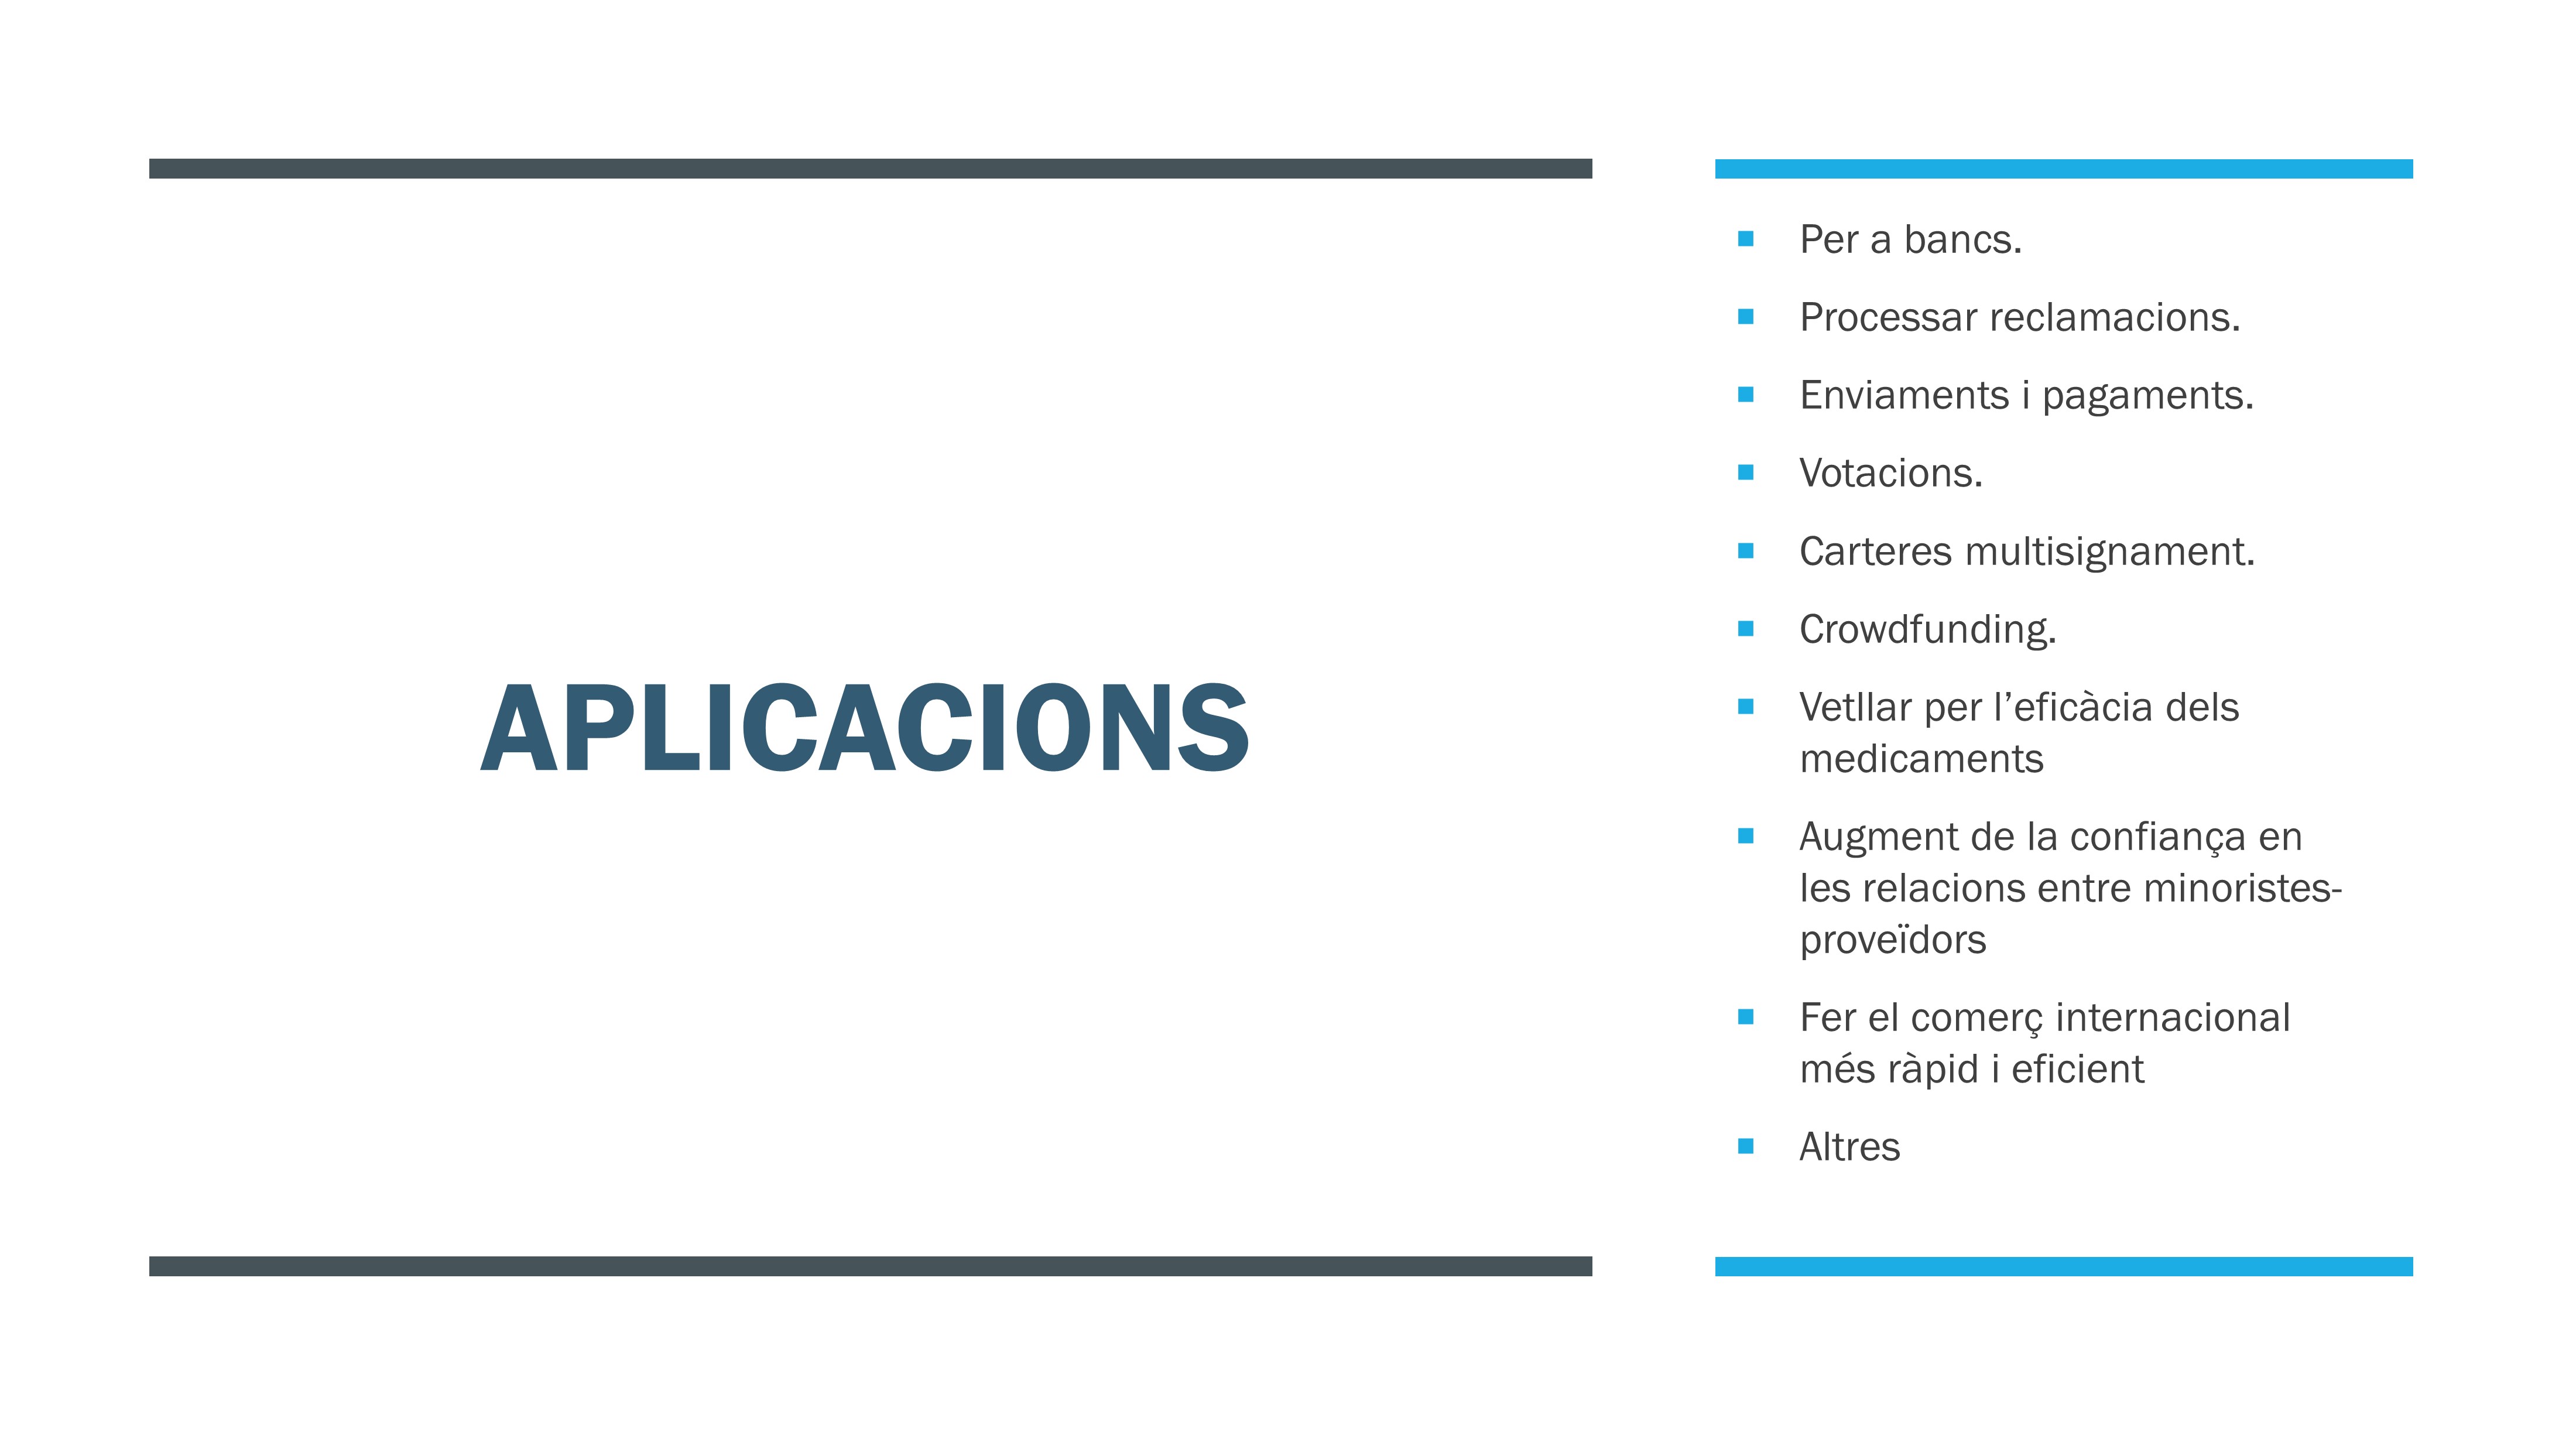 APLICACIONS
Per a bancs.
Processar reclamacions.
Enviaments i pagaments.
Votacions.
Carteres multisignament.
Crowdfunding.
Vetllar per l’eficàcia dels
medicaments
Augment de la confiança en
les relacions entre minoristes-
proveïdors
Fer el comerç internacional
més ràpid i eficient
Altres